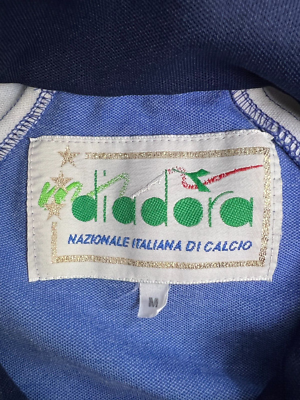 m
diadora
NAZIONALE ITALIANA DI CALCIO
M